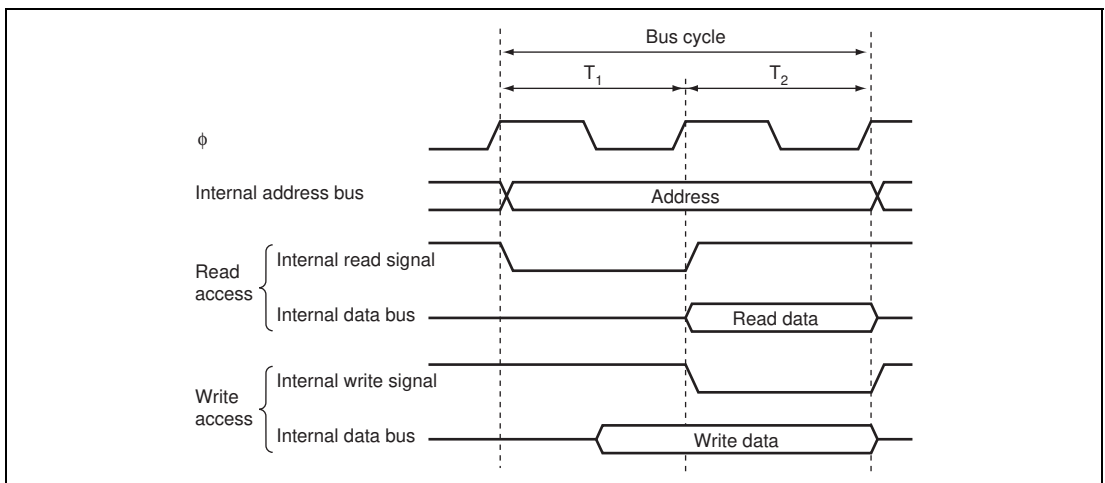 Bus cycle
T1 T2
φ
Internal address bus Address
Read access Internal read signal
Internal data bus Read data
Write access Internal write signal
Internal data bus Write data